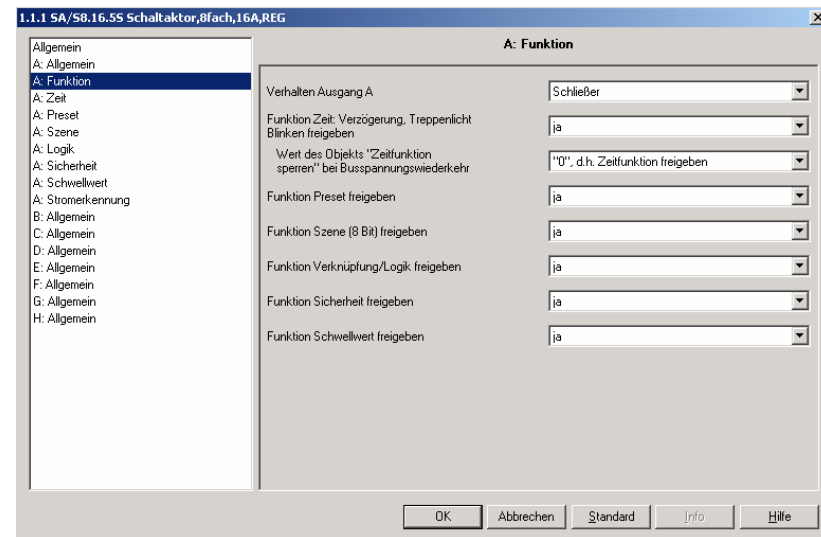 1.1.1 SA/S8.16.5S Schaltaktor,8fach,16A,REG
Allgemein
A: Allgemein
A: Funktion
A: Zeit
A: Preset
A: Szene
A: Logik
A: Sicherheit
A: Schwellwert
A: Stromerkennung
B: Allgemein
C: Allgemein
D: Allgemein
E: Allgemein
F: Allgemein
G: Allgemein
H: Allgemein
A: Funktion
Verhalten Ausgang A
Schließer
Funktion Zeit: Verzögerung, Treppenlicht
Blinken freigeben
ja
Wert des Objekts "Zeitfunktion
sperren" bei Busspannungswiederkehr
"0", d.h. Zeitfunktion freigeben
Funktion Preset freigeben
ja
Funktion Szene (8 Bit) freigeben
ja
Funktion Verknüpfung/Logik freigeben
ja
Funktion Sicherheit freigeben
ja
Funktion Schwellwert freigeben
ja
OK
Abbrechen
Standard
Info
Hilfe